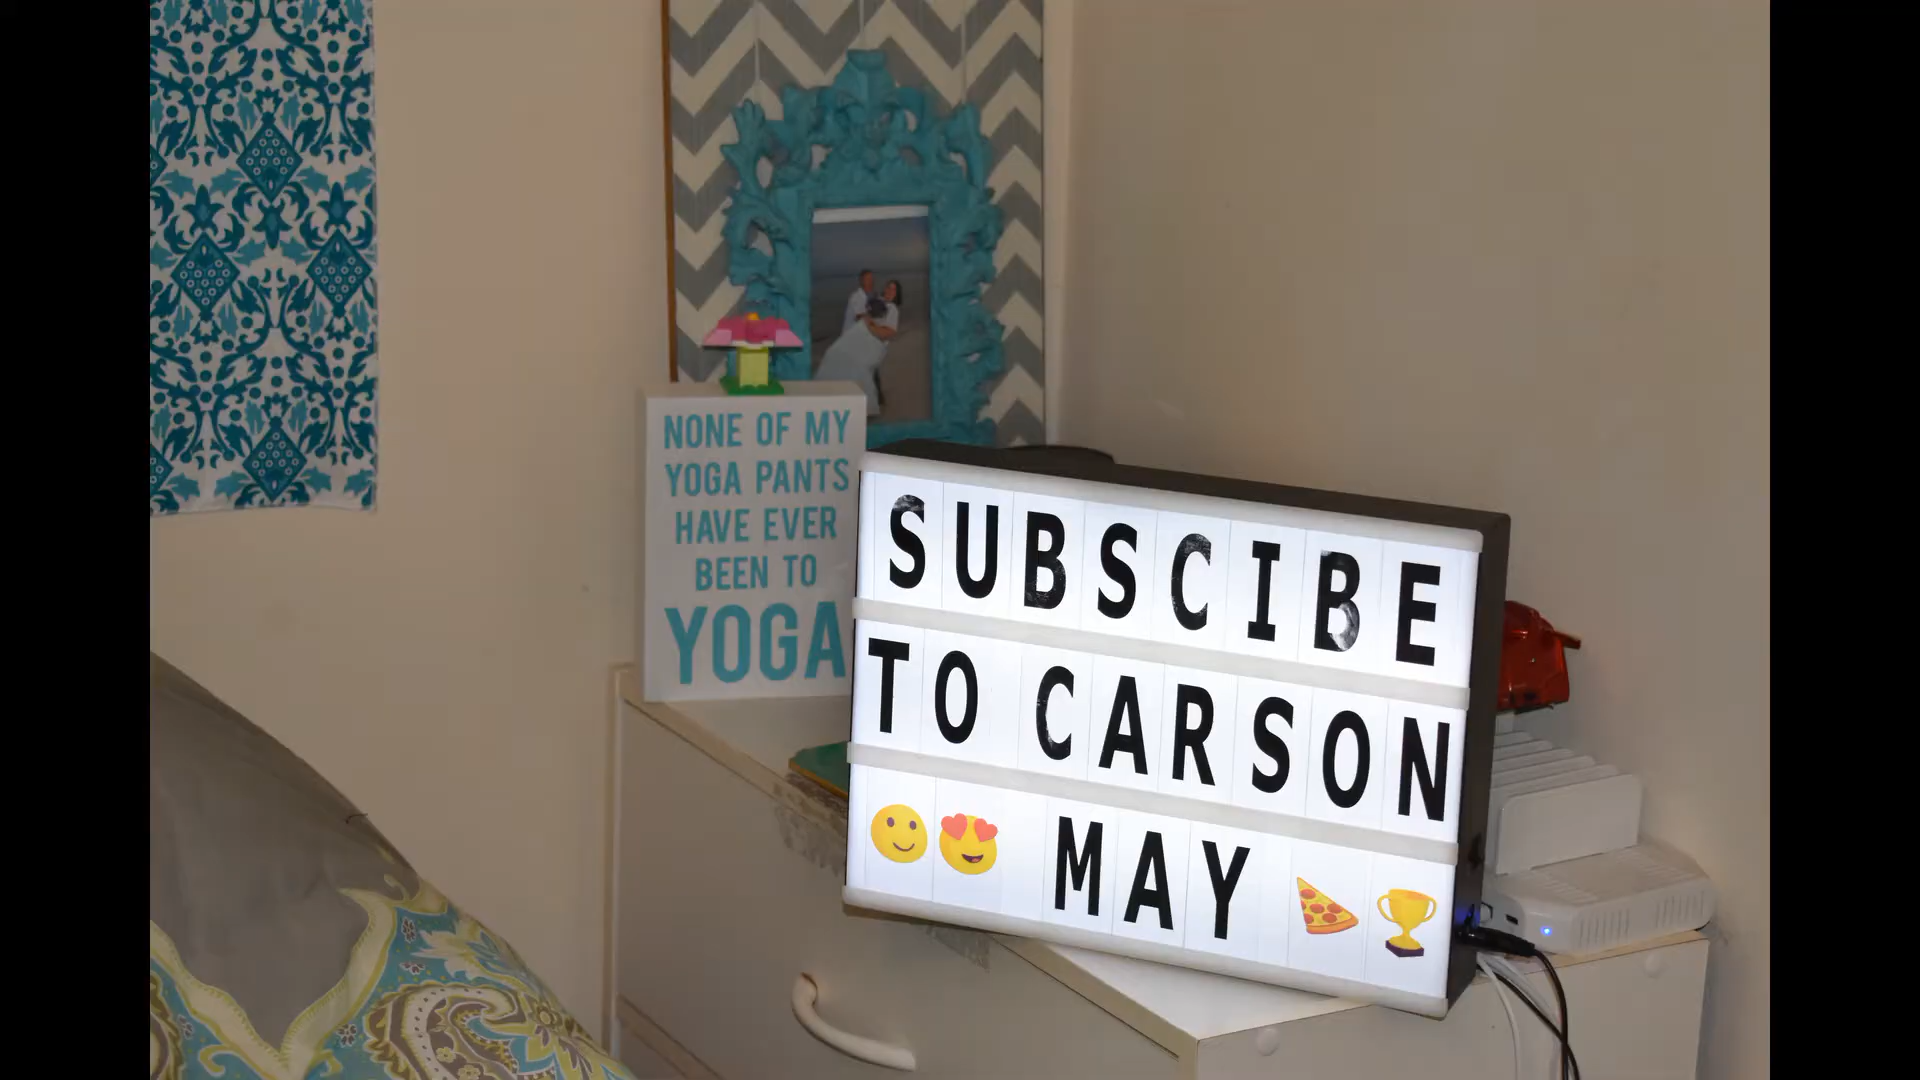 NONE OF MY
YOGA PANTS
HAVE EVER
BEEN TO
YOGA
SUBSCIBE
TO CARSON
MAY